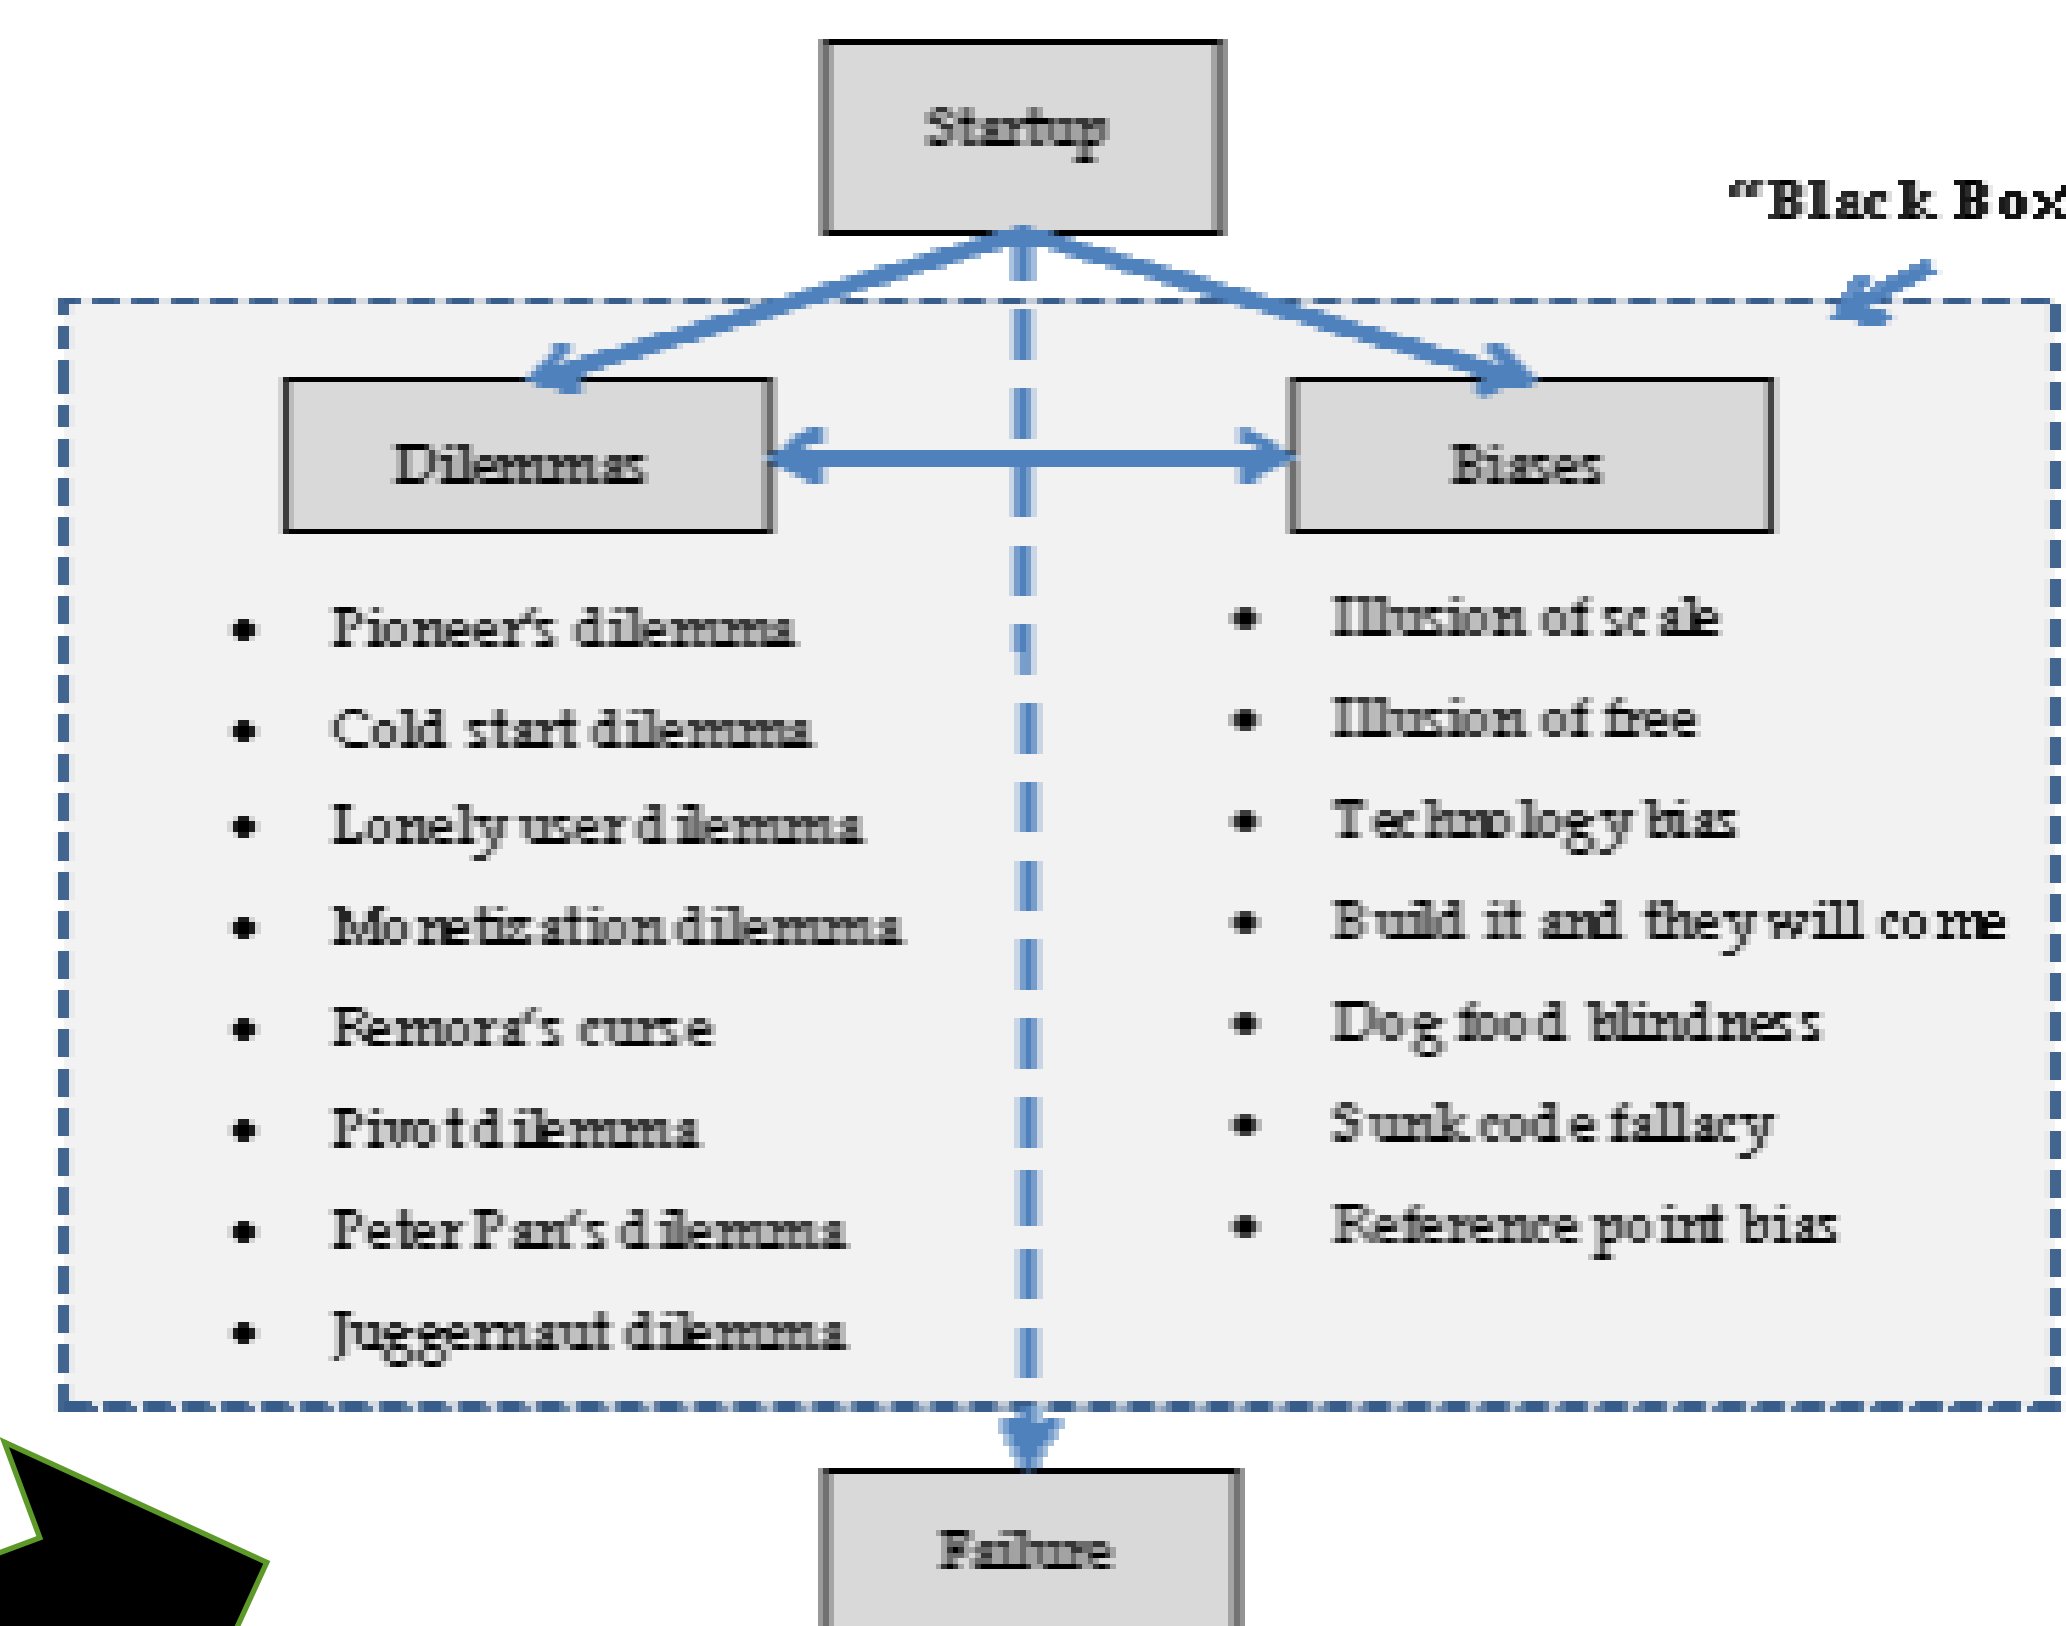 Startup
“Black Box
Dilemmas
Biases
Pioneer‘s dilemma
Cold start dilemma
Lonely user dilemma
Monetization dilemma
Remora‘s curse
Pivot dilemma
Peter Pan‘s dilemma
Juggernaut dilemma
Illusion of scale
Illusion of free
Technology bias
Build it and they will come
Dog food blindness
Sunk code fallacy
Reference point bias
Failure